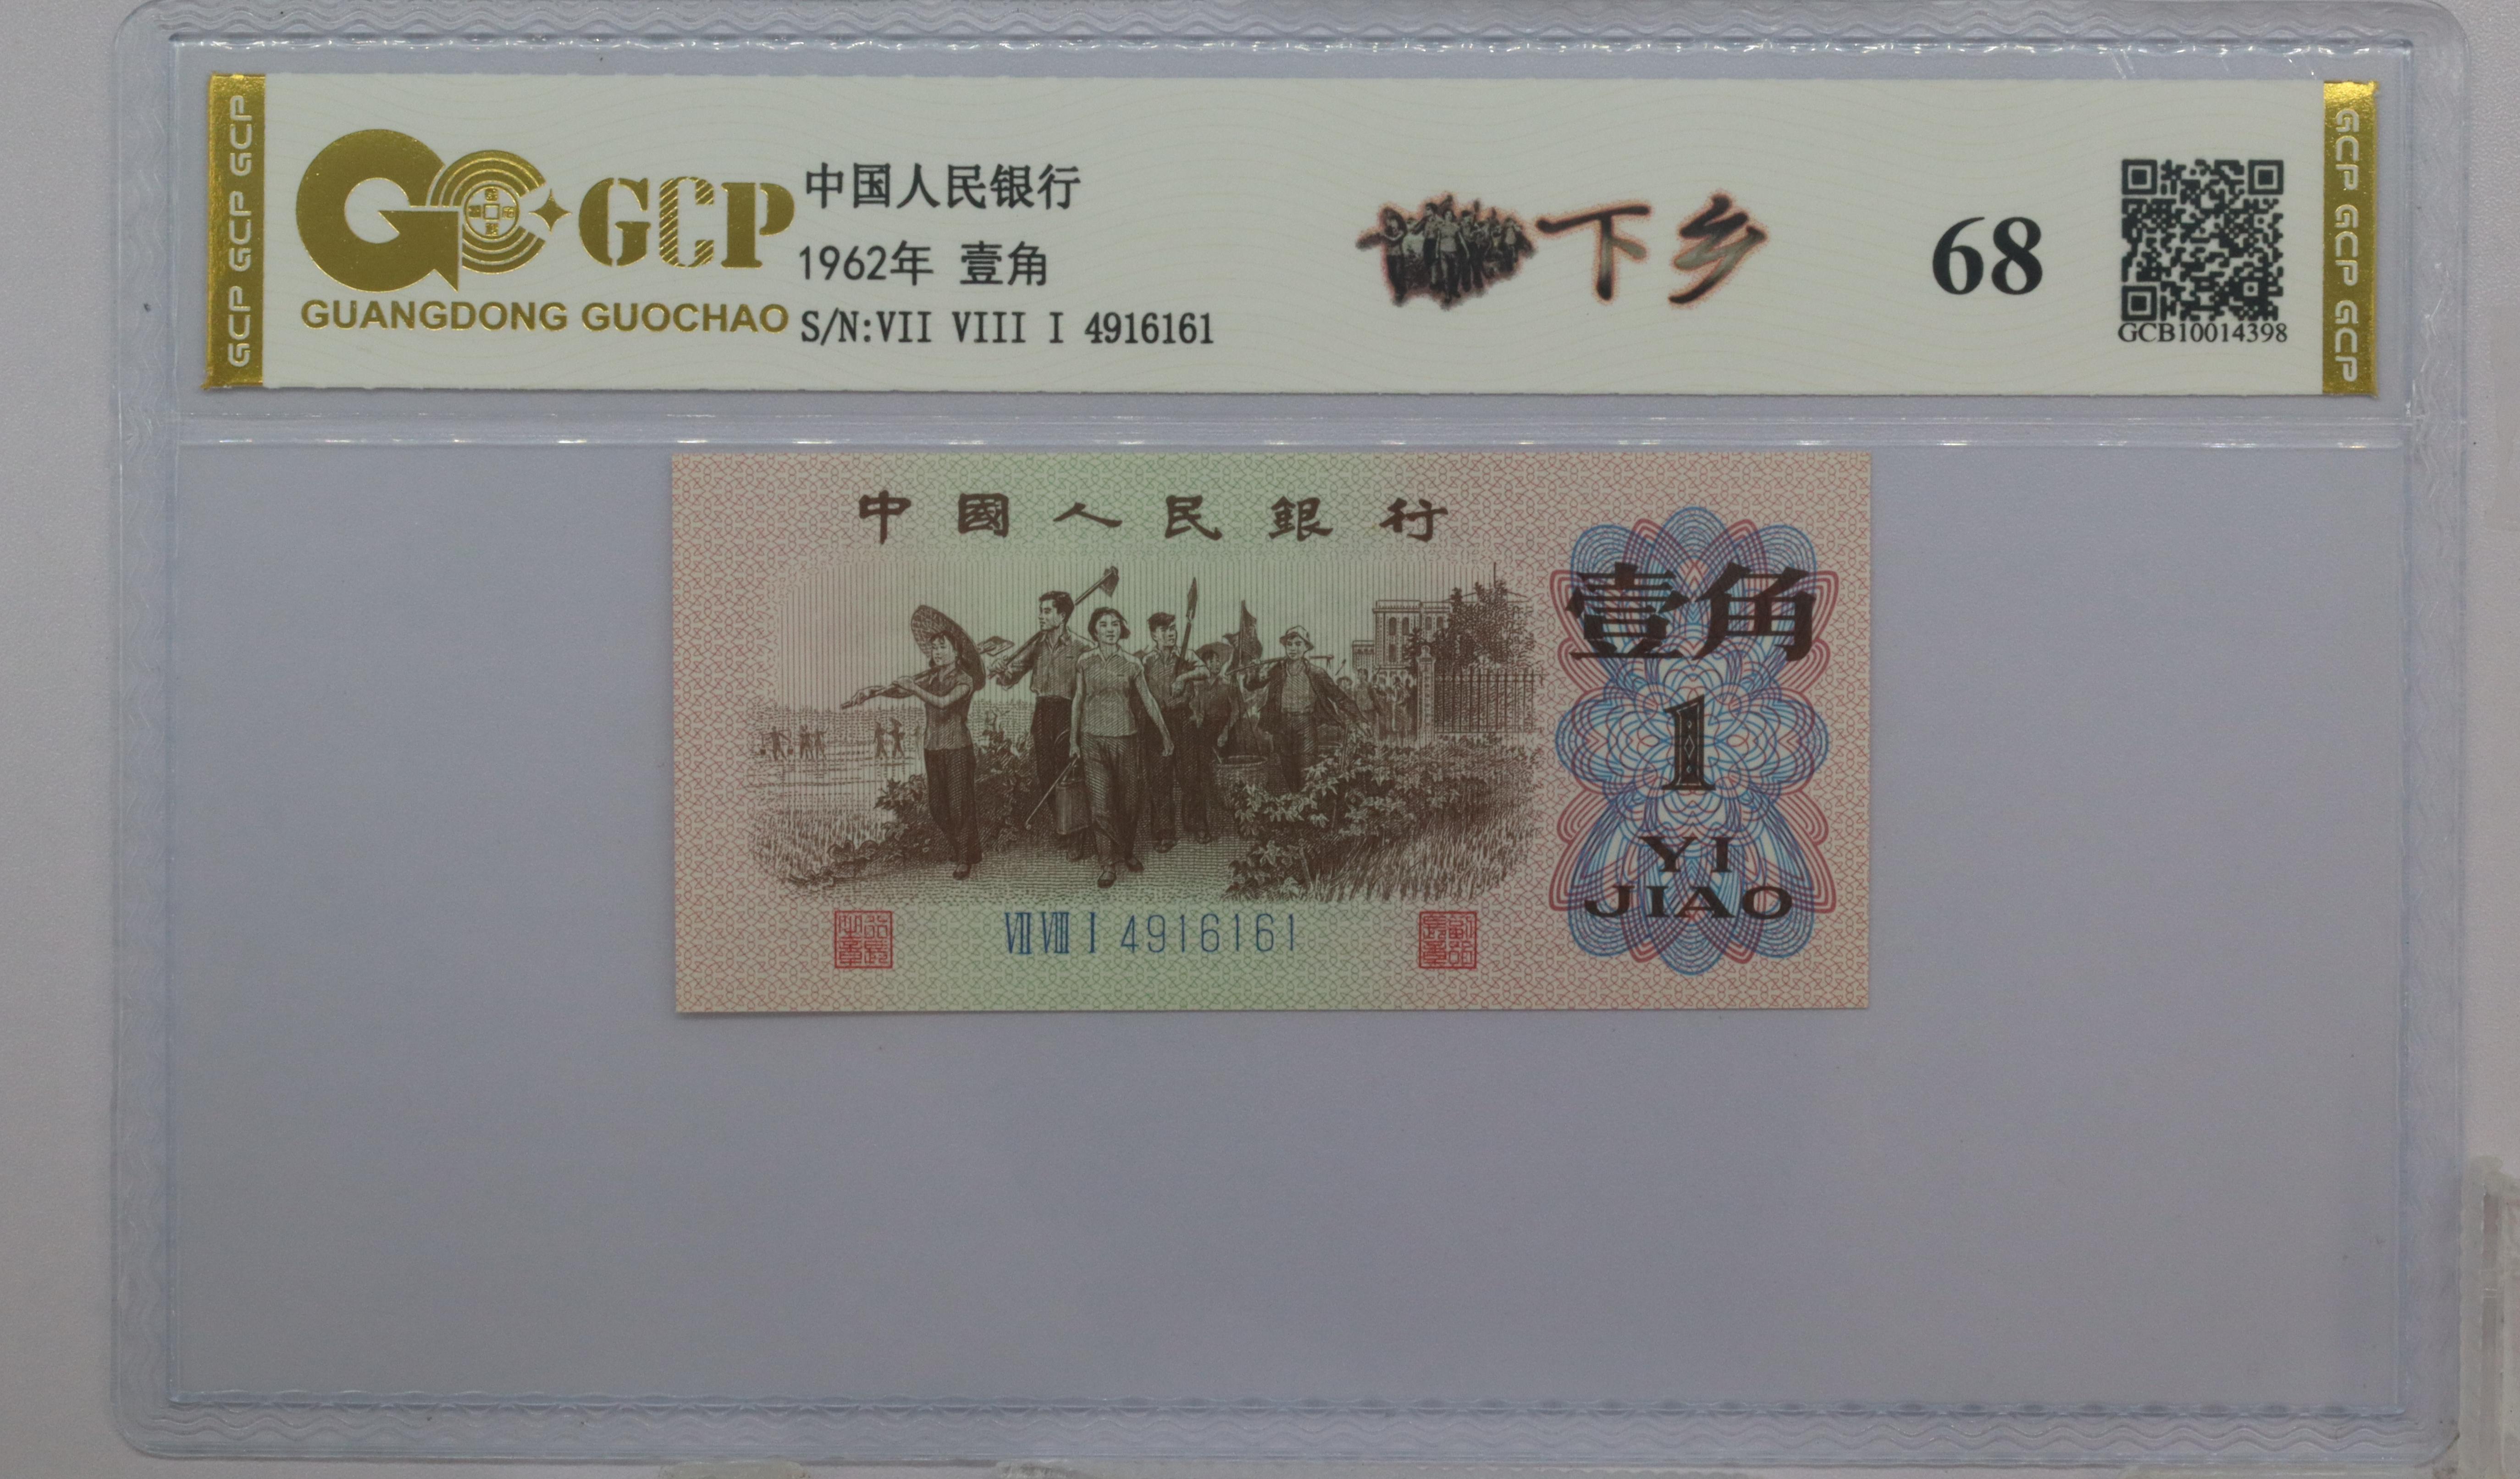 GCP GCP GCP
GCP
GUANGDONG GUOCHAO
中国人民银行
1962年 壹角
S/N:VII VIII I 4916161
下乡
68
GCB10014398
GCP GCP GCP
中國人民銀行
壹角
1
YI
JIAO
VII VIII I 4916161